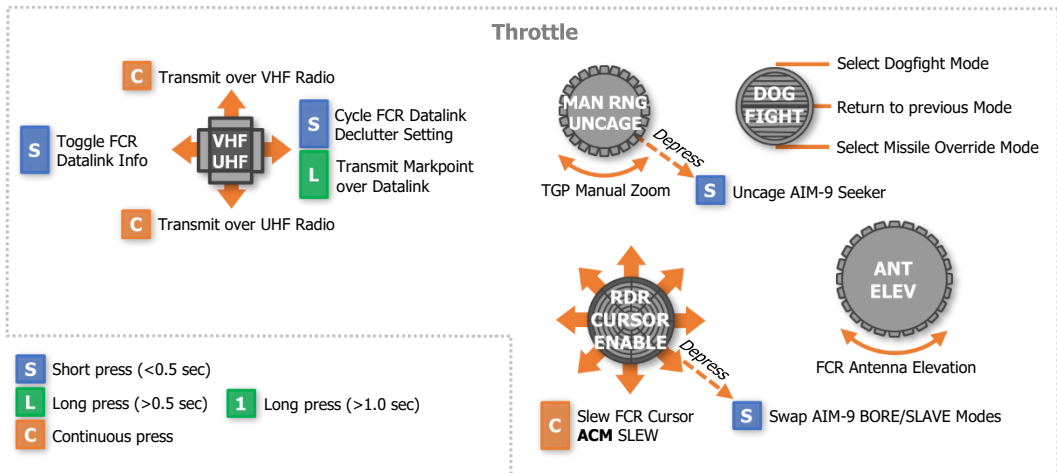 Throttle
C Transmit over VHF Radio
S Toggle FCR
Datalink Info
VHF
UHF
S Cycle FCR Datalink
Declutter Setting
L Transmit Markpoint
over Datalink
C Transmit over UHF Radio
MAN RNG
UNCAGE
TGP Manual Zoom
Depress
S Uncage AIM-9 Seeker
DOG
FIGHT
Select Dogfight Mode
Return to previous Mode
Select Missile Override Mode
RDR
CURSOR
ENABLE
Depress
C Slew FCR Cursor
ACM SLEW
S Swap AIM-9 BORE/SLAVE Modes
ANT
ELEV
FCR Antenna Elevation
S Short press (<0.5 sec)
L Long press (>0.5 sec)
1 Long press (>1.0 sec)
C Continuous press